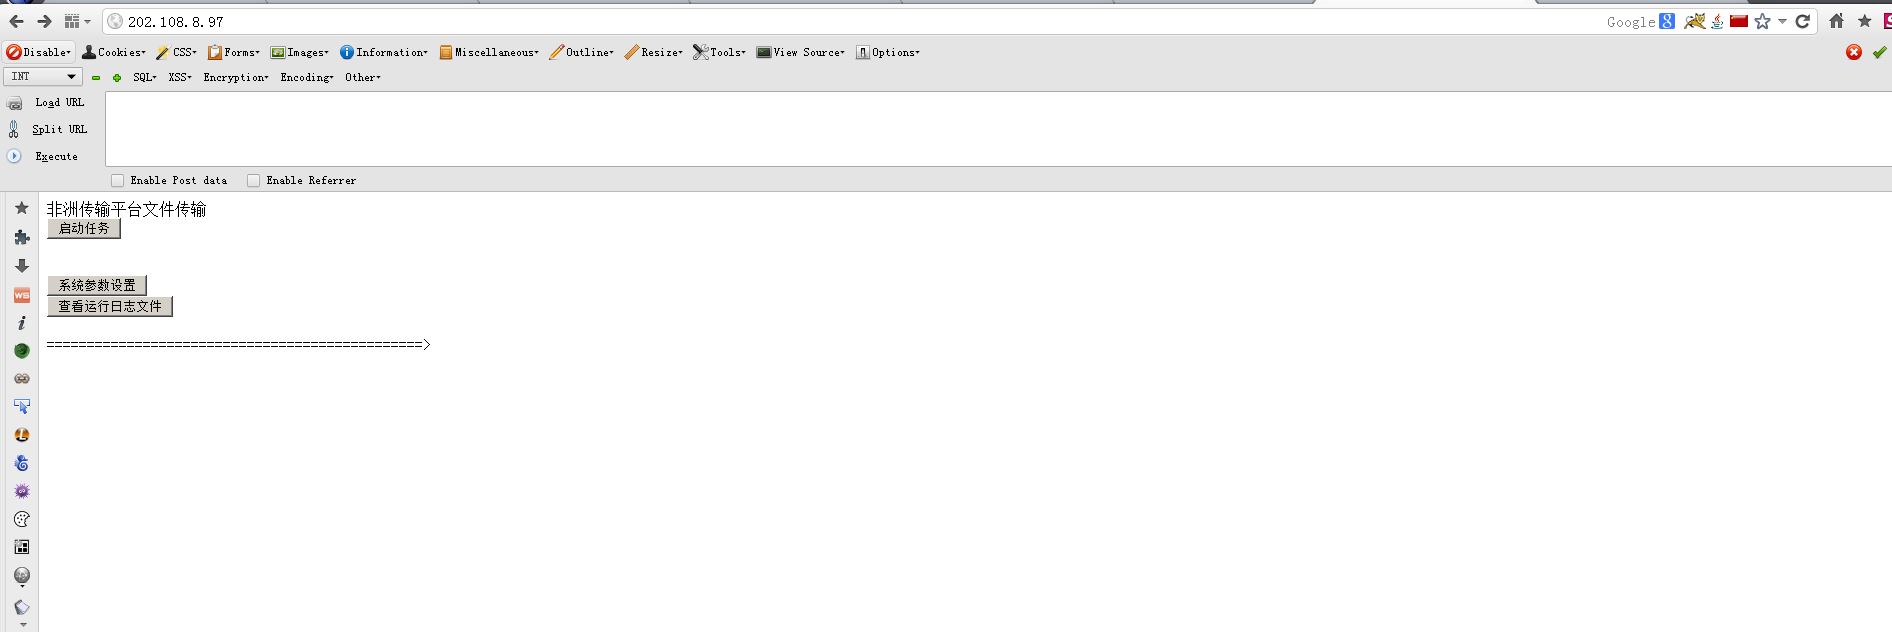 202.108.8.97
Google
Disable Cookies CSS Forms Images Information Miscellaneous Outline Resize Tools View Source Options
INT SQL XSS Encryption Encoding Other
Load URL
Split URL
Execute
Enable Post data Enable Referrer
非洲传输平台文件传输
启动任务
系统参数设置
查看运行日志文件
===============================================>